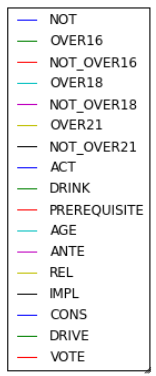 NOT
OVER16
NOT_OVER16
OVER18
NOT_OVER18
OVER21
NOT_OVER21
ACT
DRINK
PREREQUISITE
AGE
ANTE
REL
IMPL
CONS
DRIVE
VOTE